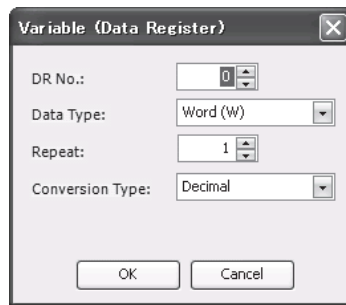 Variable (Data Register)
DR No.: 0
Data Type: Word (W)
Repeat: 1
Conversion Type: Decimal
OK Cancel